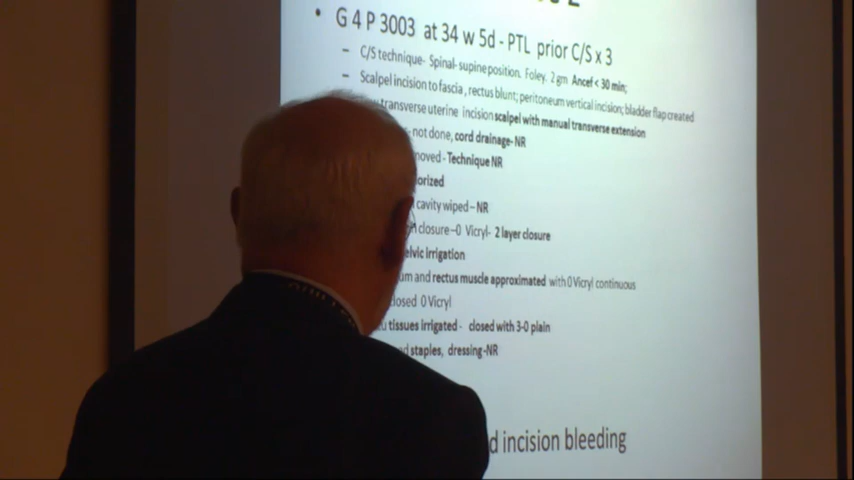 2
• G 4 P 3003 at 34 w 5d - PTL prior C/S x 3
– C/S technique- Spinal- supine position. Foley. 2 gm Ancef < 30 min;
– Scalpel incision to fascia, rectus blunt; peritoneum vertical incision; bladder flap created
transverse uterine incision scalpel with manual transverse extension
not done, cord drainage- NR
oved - Technique NR
orized
cavity wiped – NR
closure –0 Vicryl- 2 layer closure
elvic irrigation
um and rectus muscle approximated with 0 Vicryl continuous
losed 0 Vicryl
tissues irrigated - closed with 3-0 plain
d staples, dressing-NR
d incision bleeding